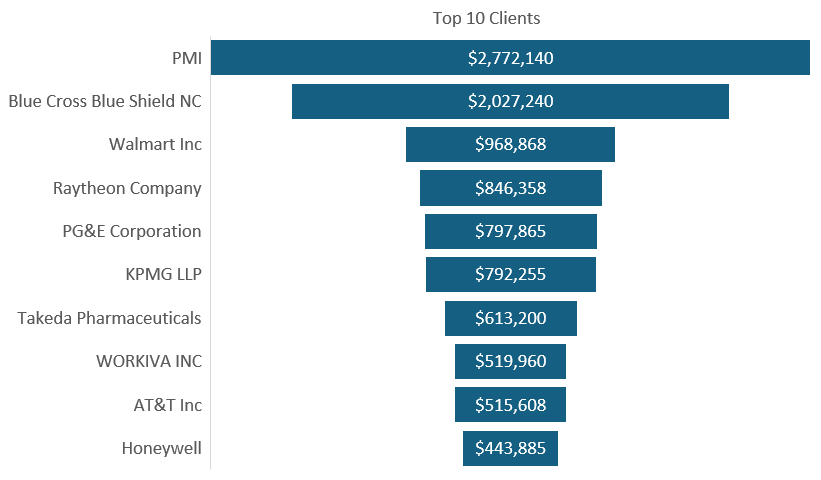 Top 10 Clients
PMI $2,772,140
Blue Cross Blue Shield NC $2,027,240
Walmart Inc $968,868
Raytheon Company $846,358
PG&E Corporation $797,865
KPMG LLP $792,255
Takeda Pharmaceuticals $613,200
WORKIVA INC $519,960
AT&T Inc $515,608
Honeywell $443,885